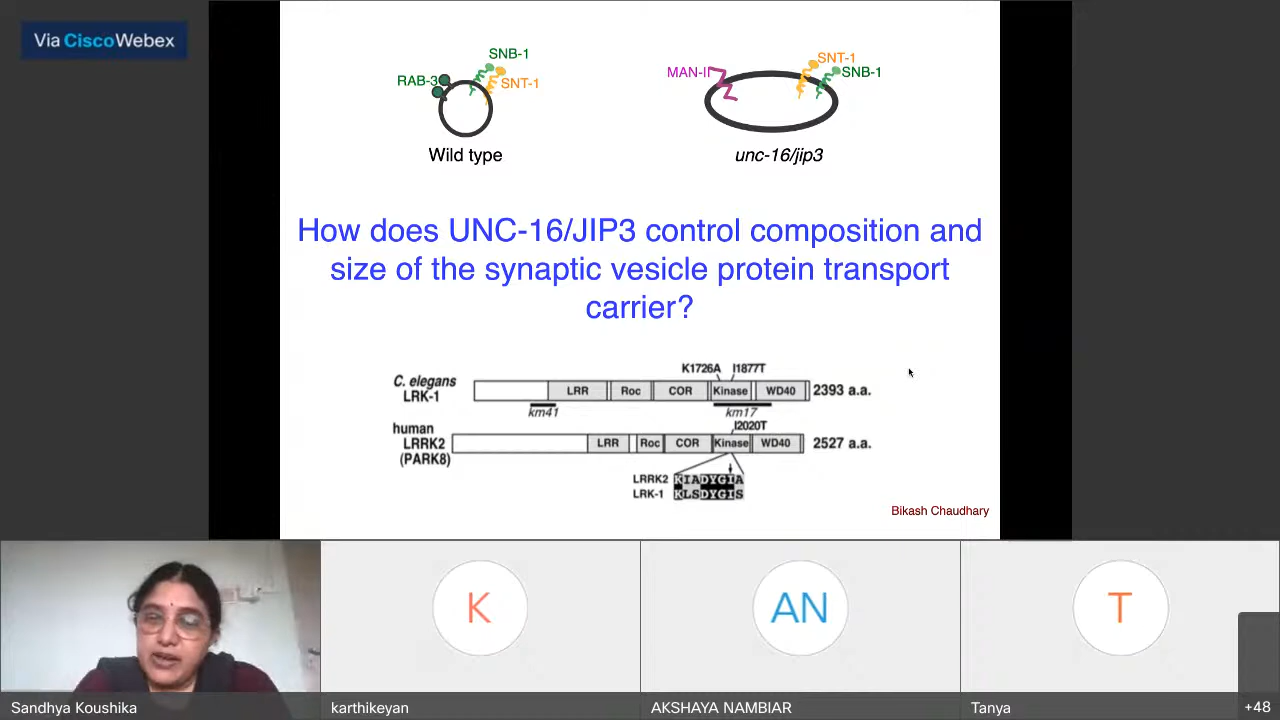 Via Cisco Webex
SNB-1
RAB-3
SNT-1
Wild type
SNT-1
MAN-II
SNB-1
unc-16/jip3
How does UNC-16/JIP3 control composition and
size of the synaptic vesicle protein transport
carrier?
K1726A I1877T
C. elegans
LRK-1
LRR Roc COR Kinase WD40 2393 a.a.
km41 km17
I2020T
human
LRRK2
(PARK8)
LRR Roc COR Kinase WD40 2527 a.a.
LRRK2 KIADYGIA
LRK-1 KLSDYGIS
Bikash Chaudhary
K
AN
T
Sandhya Koushika
karthikeyan
AKSHAYA NAMBIAR
Tanya
+48